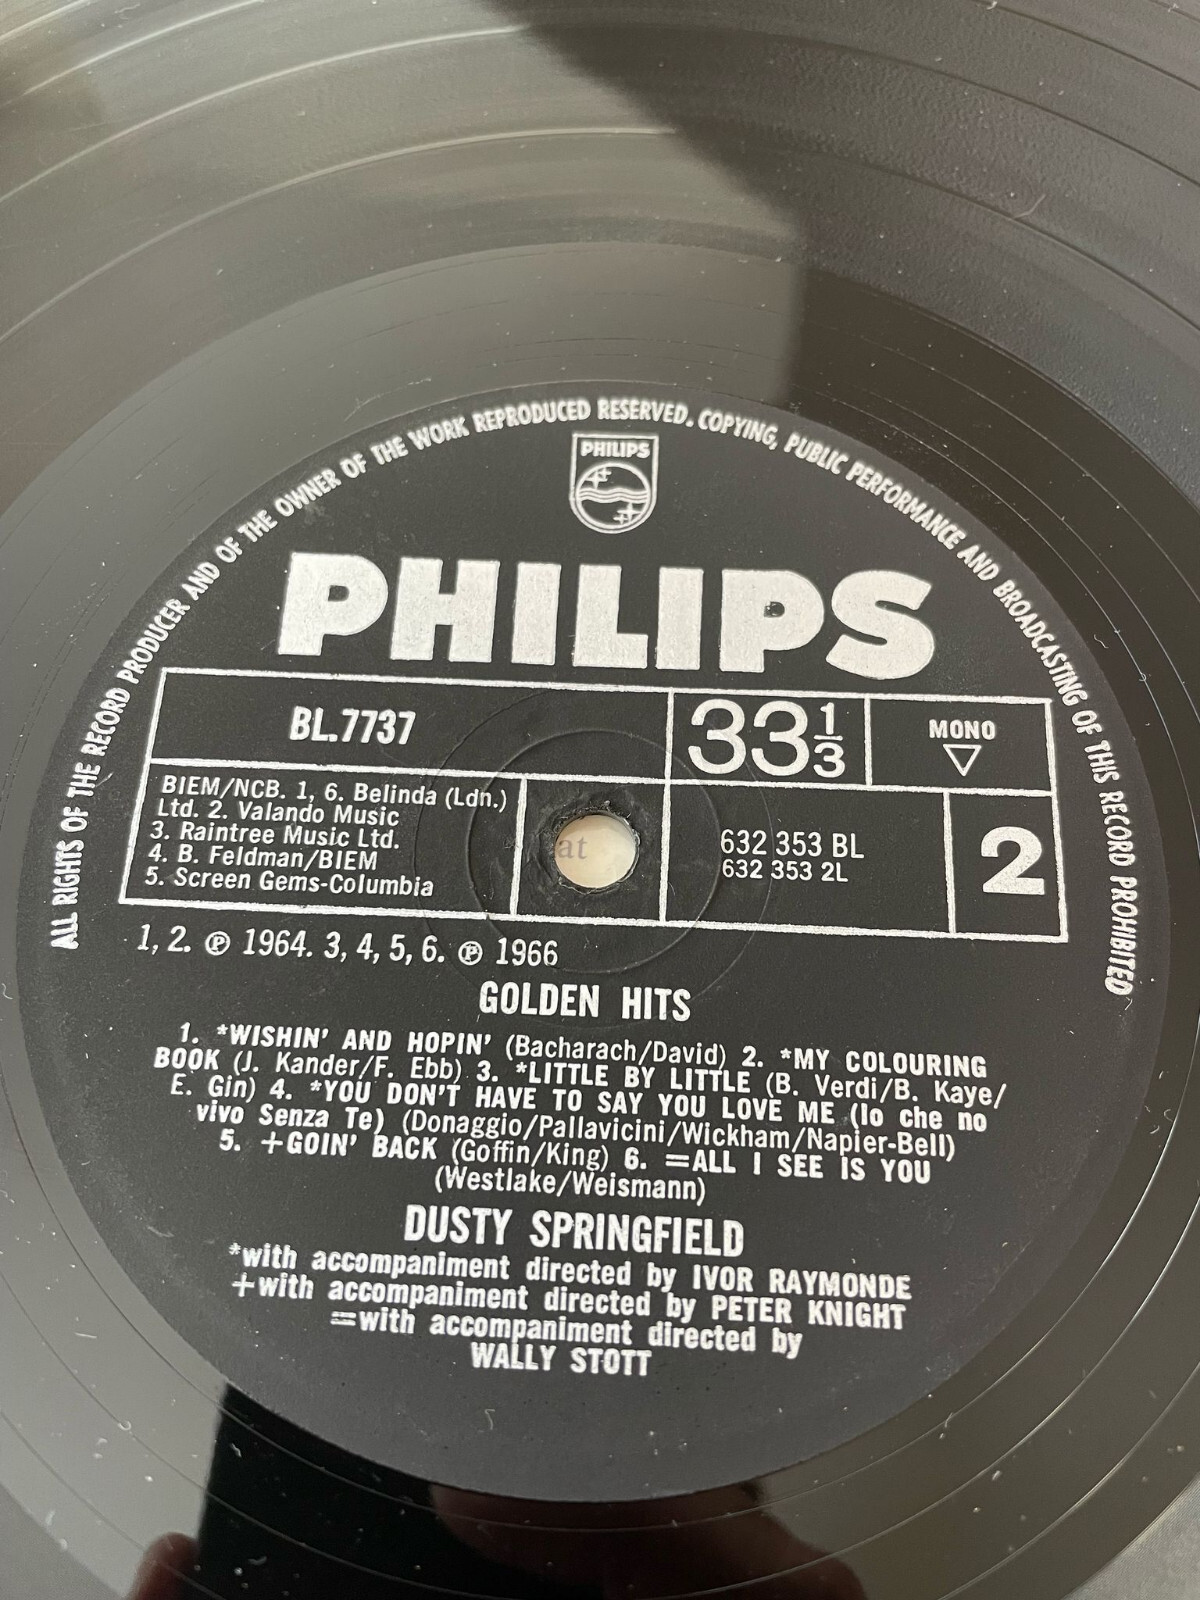 ALL RIGHTS OF THE RECORD PRODUCER AND OF THE OWNER OF THE WORK REPRODUCED RESERVED. COPYING, PUBLIC PERFORMANCE AND BROADCASTING OF THIS RECORD PROHIBITED
PHILIPS
PHILIPS
BL.7737
33 1/3
MONO
BIEM/NCB. 1, 6. Belinda (Ldn.)
Ltd. 2. Valando Music
3. Raintree Music Ltd.
4. B. Feldman/BIEM
5. Screen Gems-Columbia
at
632 353 BL
632 353 2L
2
1, 2. ℗ 1964. 3, 4, 5, 6. ℗ 1966
GOLDEN HITS
1. *WISHIN' AND HOPIN' (Bacharach/David) 2. *MY COLOURING
BOOK (J. Kander/F. Ebb) 3. *LITTLE BY LITTLE (B. Verdi/B. Kaye/
E. Gin) 4. *YOU DON'T HAVE TO SAY YOU LOVE ME (Io che no
vivo Senza Te) (Donaggio/Pallavicini/Wickham/Napier-Bell)
5. +GOIN' BACK (Goffin/King) 6. =ALL I SEE IS YOU
(Westlake/Weismann)
DUSTY SPRINGFIELD
*with accompaniment directed by IVOR RAYMONDE
+with accompaniment directed by PETER KNIGHT
=with accompaniment directed by
WALLY STOTT